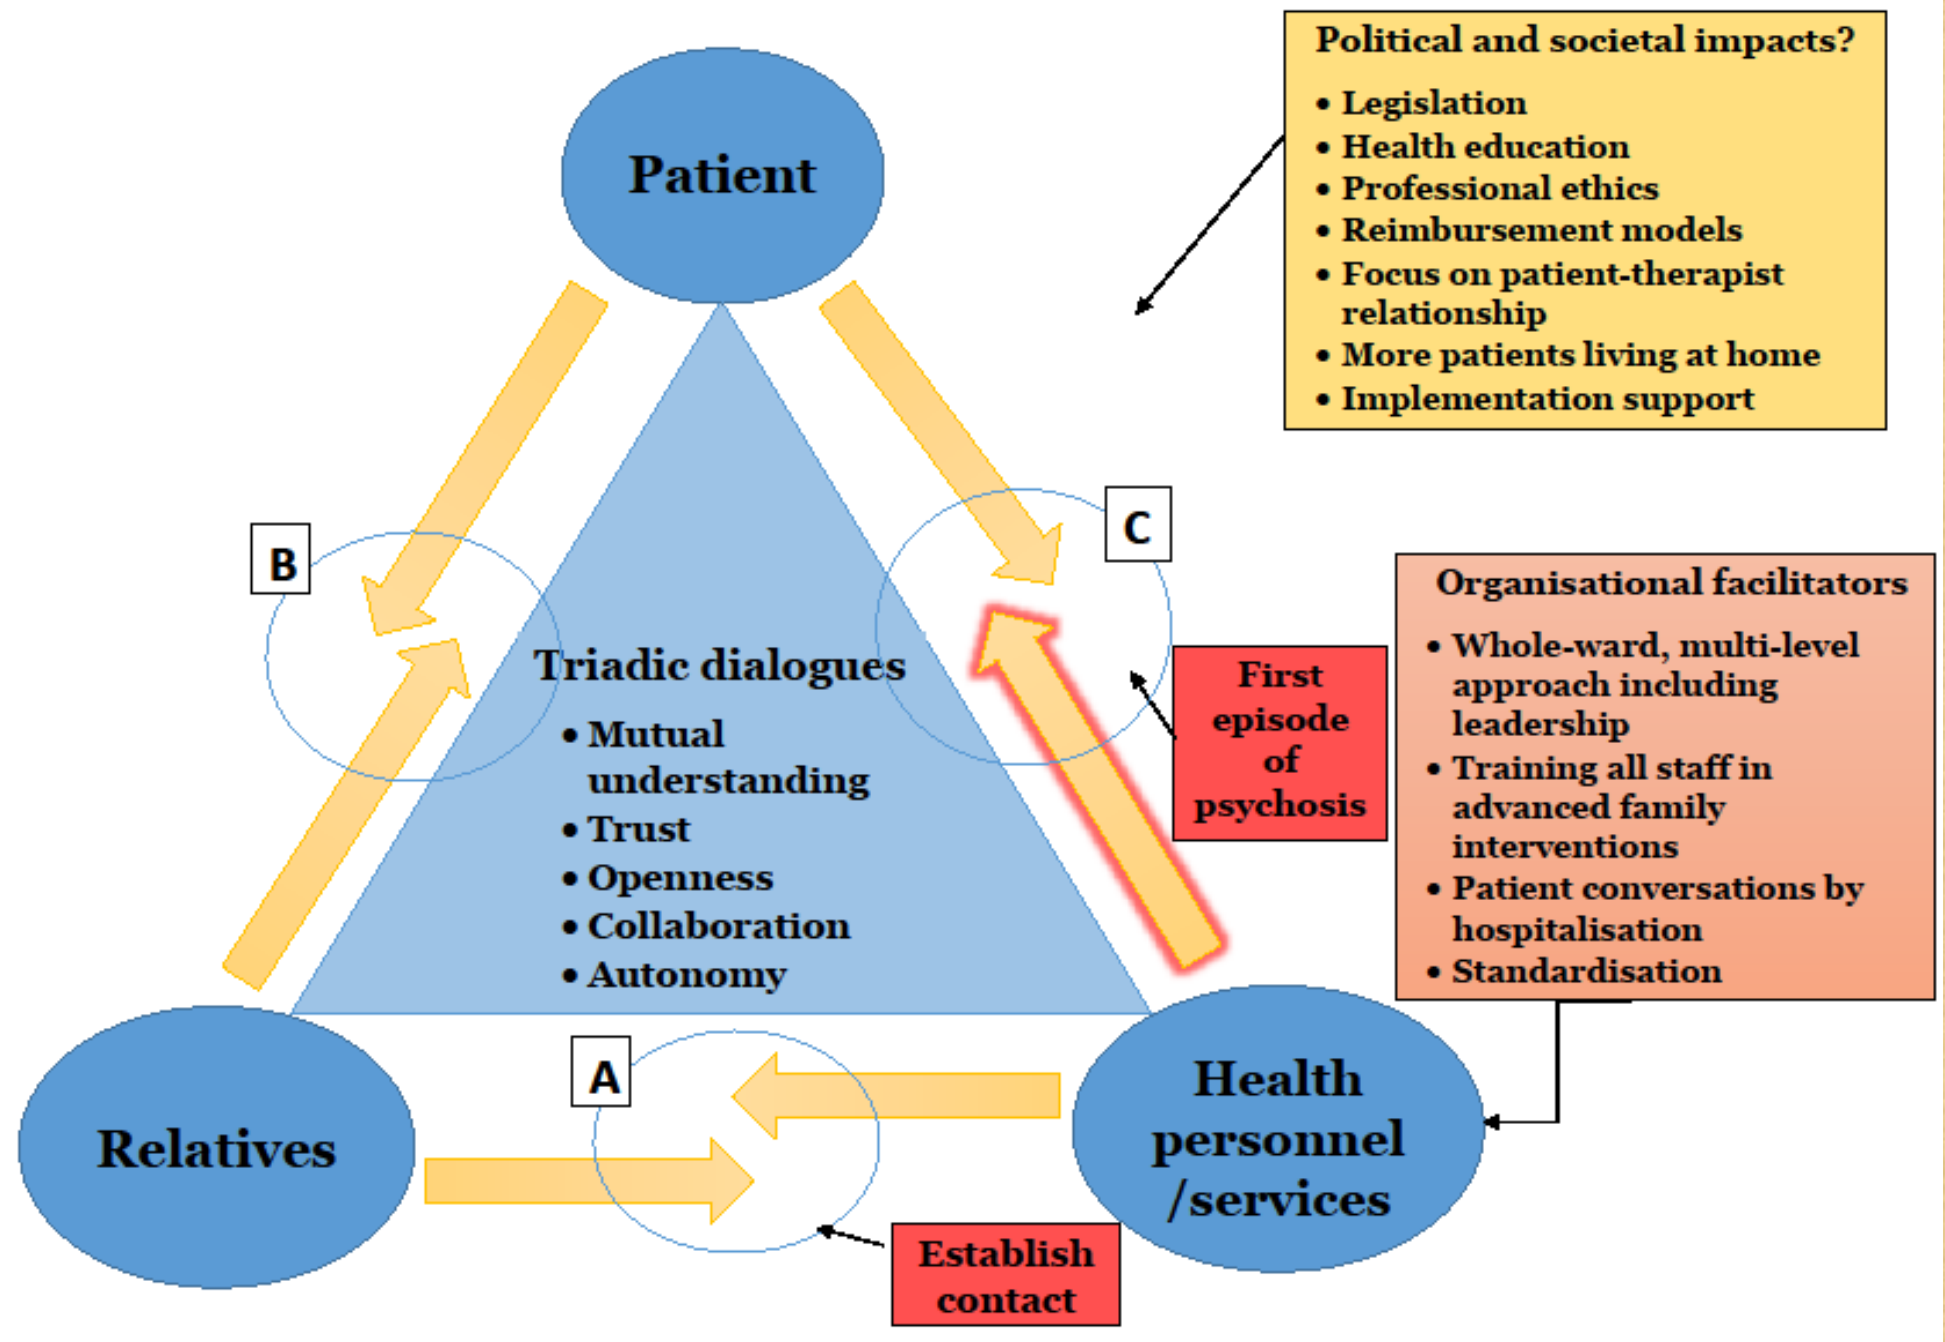 Patient
Political and societal impacts?
• Legislation
• Health education
• Professional ethics
• Reimbursement models
• Focus on patient-therapist
relationship
• More patients living at home
• Implementation support
B
C
Triadic dialogues
• Mutual
understanding
• Trust
• Openness
• Collaboration
• Autonomy
First
episode
of
psychosis
Organisational facilitators
• Whole-ward, multi-level
approach including
leadership
• Training all staff in
advanced family
interventions
• Patient conversations by
hospitalisation
• Standardisation
Relatives
A
Health
personnel
/services
Establish
contact